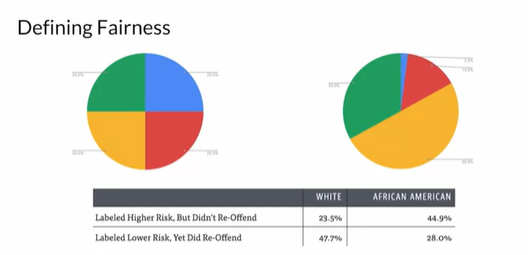 Defining Fairness
WHITE AFRICAN AMERICAN
Labeled Higher Risk, But Didn't Re-Offend 23.5% 44.9%
Labeled Lower Risk, Yet Did Re-Offend 47.7% 28.0%